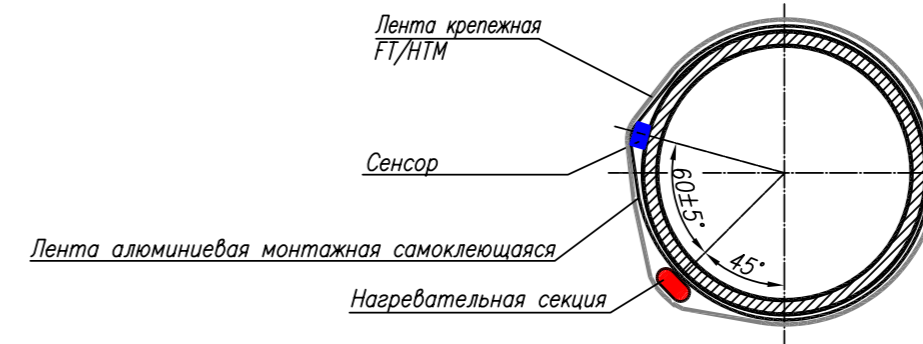 Лента крепежная
FT/HTM
Сенсор
60±5°
45°
Лента алюминиевая монтажная самоклеющаяся
Нагревательная секция